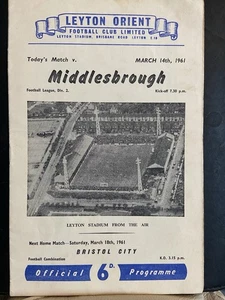 LEYTON ORIENT
FOOTBALL CLUB LIMITED
LEYTON STADIUM BRISBANE ROAD LEYTON E 10
Today's Match v. MARCH 14th, 1961
Middlesbrough
Football League, Div. 2. Kick-off 7.30 p.m.
LEYTON STADIUM FROM THE AIR
Next Home Match—Saturday, March 18th, 1961
BRISTOL CITY
Football Combination K.O. 3.15 p.m.
Official 6D. Programme